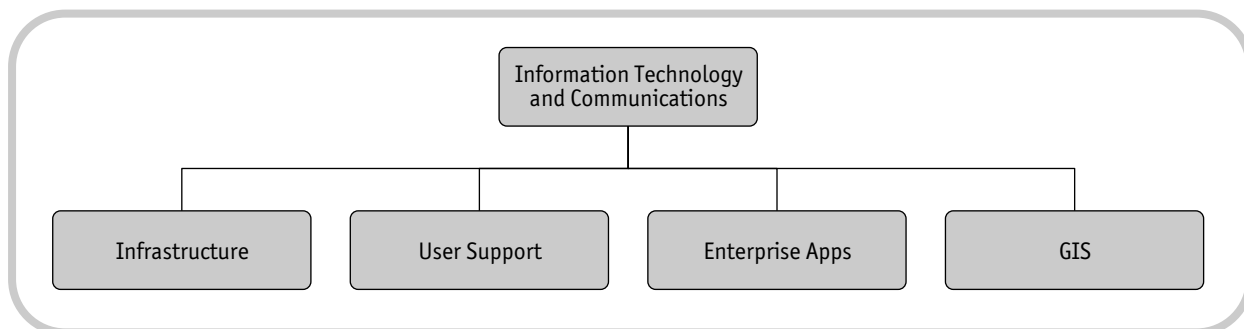 Information Technology
and Communications
Infrastructure
User Support
Enterprise Apps
GIS